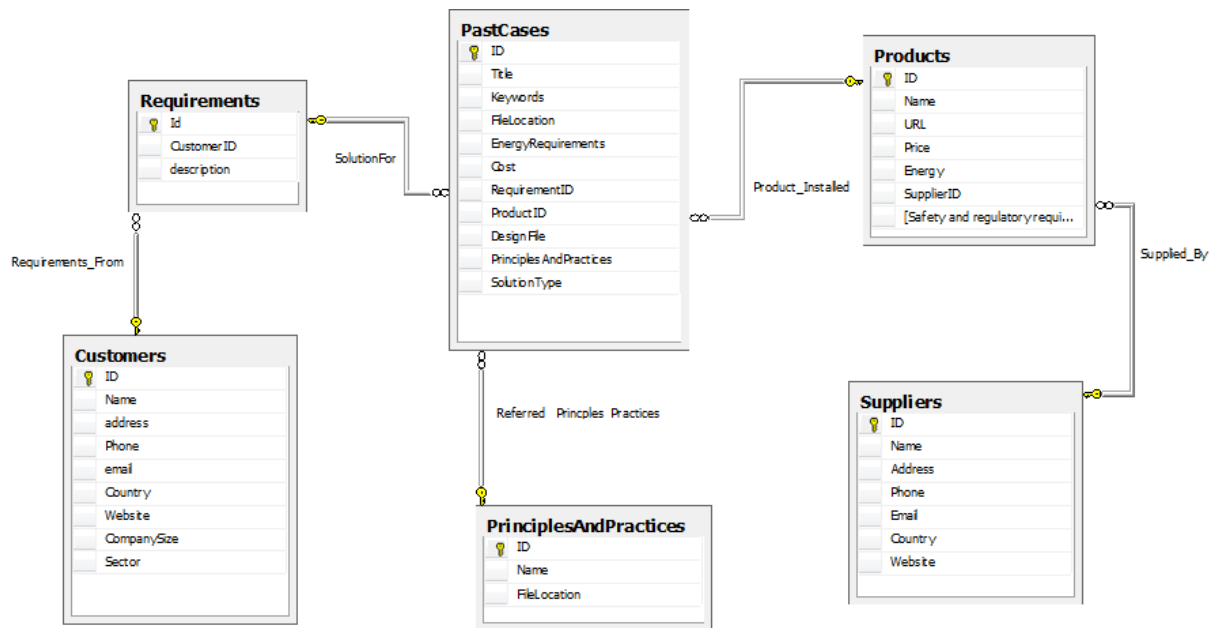 PastCases
ID
Title
Keywords
FileLocation
EnergyRequirements
Cost
RequirementID
ProductID
DesignFile
PrinciplesAndPractices
SolutionType
Requirements
Id
CustomerID
description
SolutionFor
Products
ID
Name
URL
Price
Energy
SupplierID
[Safety and regulatory requi...
Product_Installed
Requirements_From
Supplied_By
Customers
ID
Name
address
Phone
email
Country
Website
CompanySize
Sector
Referred Princples Practices
PrinciplesAndPractices
ID
Name
FileLocation
Suppliers
ID
Name
Address
Phone
Email
Country
Website